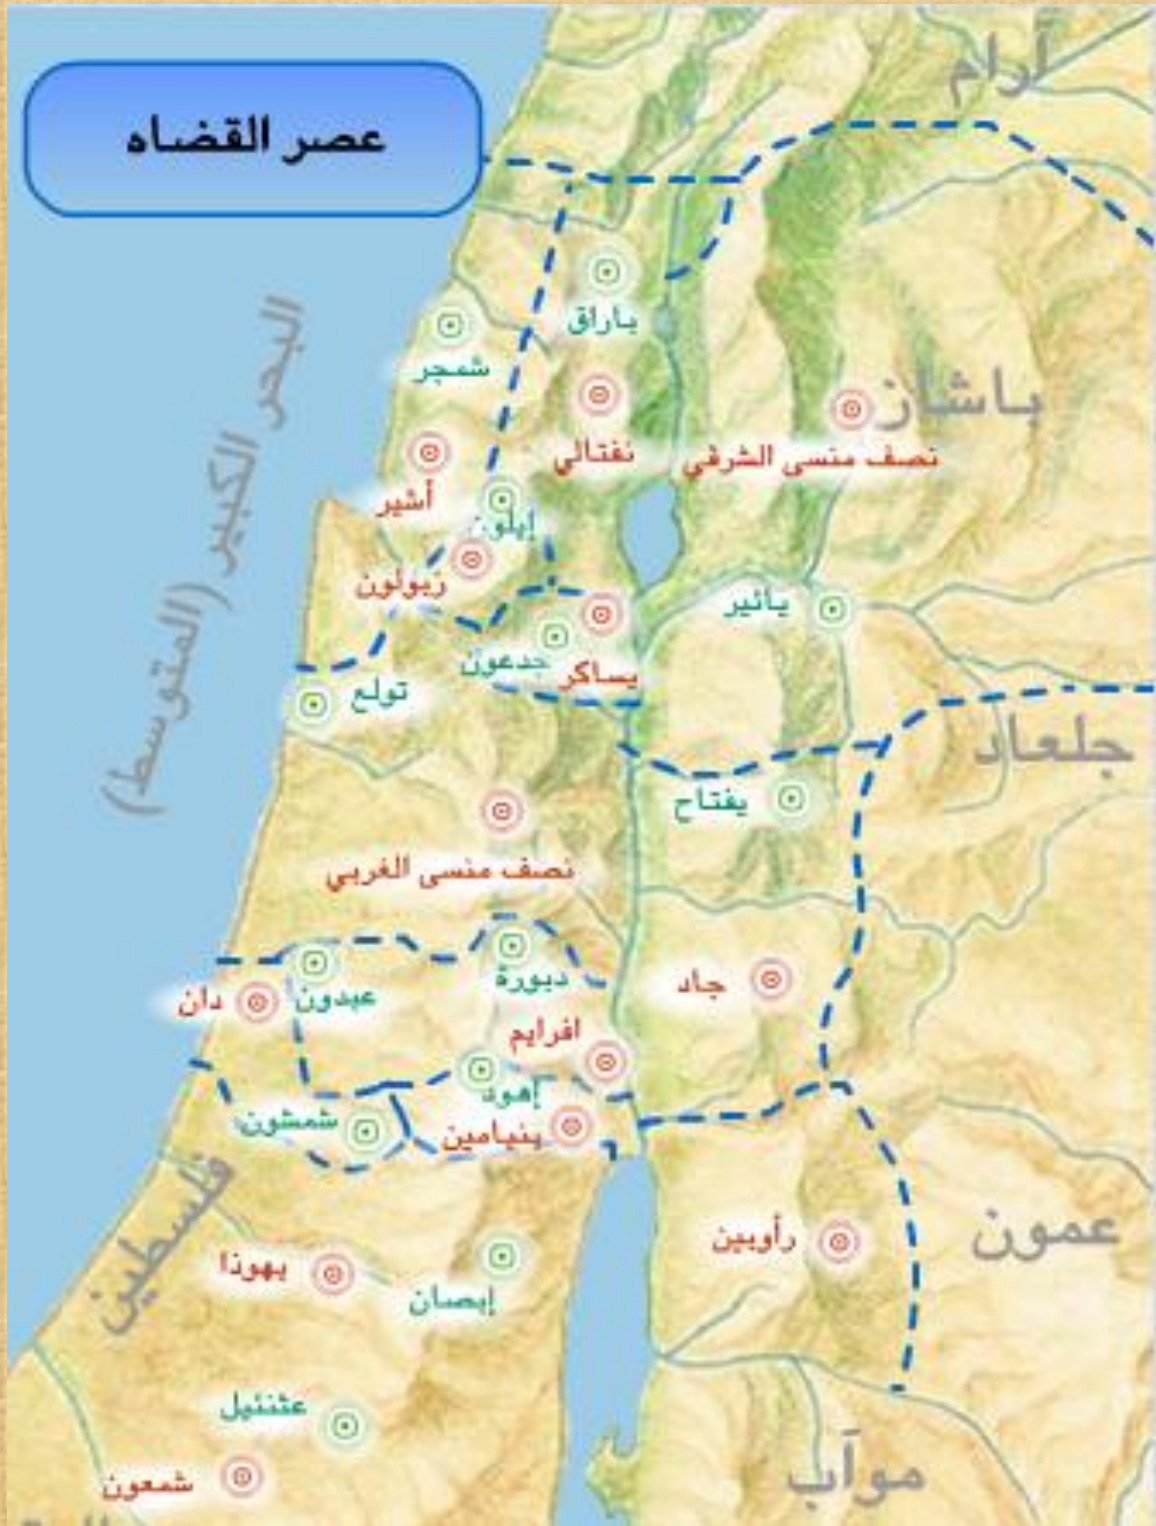 عصر القضاه
آرام
البحر الكبير (المتوسط)
باراق
شمجر
باشان
نفتالي
نصف منسى الشرقي
أشير
إيلون
زبولون
يائير
جدعون
يساكر
تولع
جلعاد
يفتاح
نصف منسى الغربي
دبورة
جاد
عبدون
دان
افرايم
إهود
شمشون
بنيامين
فلسطين
رأوبين
عمون
يهوذا
إبصان
عثنئيل
شمعون
موآب